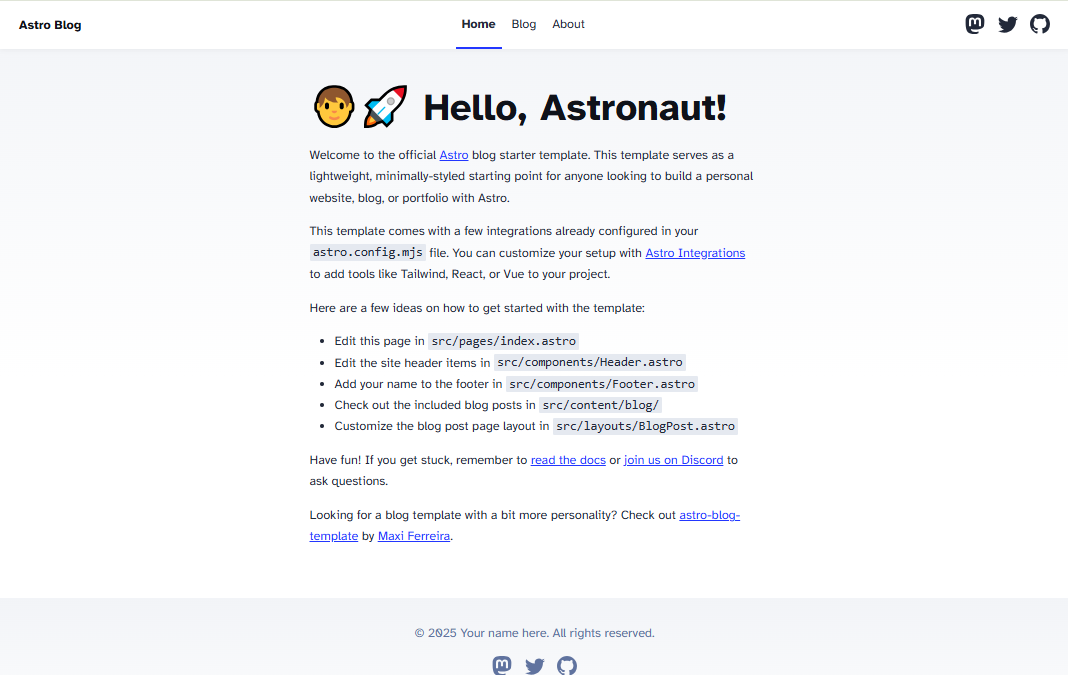 Astro Blog
Home Blog About
🧑‍🚀 Hello, Astronaut!
Welcome to the official Astro blog starter template. This template serves as a
lightweight, minimally-styled starting point for anyone looking to build a personal
website, blog, or portfolio with Astro.
This template comes with a few integrations already configured in your
astro.config.mjs file. You can customize your setup with Astro Integrations
to add tools like Tailwind, React, or Vue to your project.
Here are a few ideas on how to get started with the template:
• Edit this page in src/pages/index.astro
• Edit the site header items in src/components/Header.astro
• Add your name to the footer in src/components/Footer.astro
• Check out the included blog posts in src/content/blog/
• Customize the blog post page layout in src/layouts/BlogPost.astro
Have fun! If you get stuck, remember to read the docs or join us on Discord to
ask questions.
Looking for a blog template with a bit more personality? Check out astro-blog-
template by Maxi Ferreira.
© 2025 Your name here. All rights reserved.